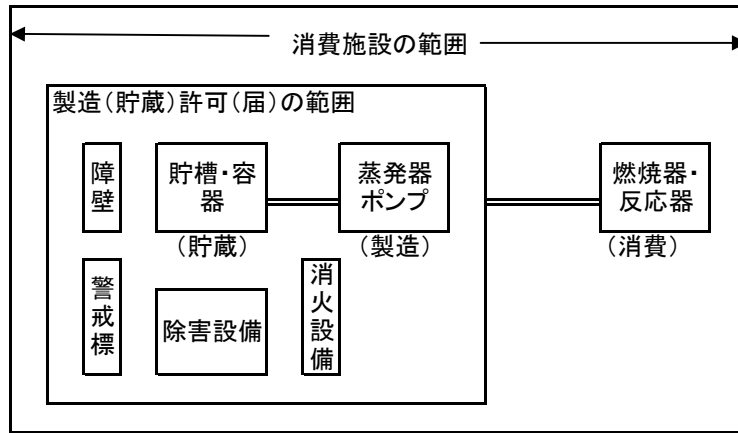 消費施設の範囲
製造（貯蔵）許可（届）の範囲
障
壁
貯槽・容
器
蒸発器
ポンプ
燃焼器・
反応器
（貯蔵）
（製造）
（消費）
警
戒
標
除害設備
消
火
設
備